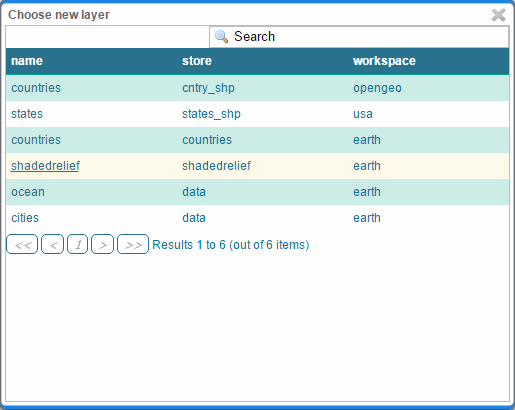 Choose new layer
Search
name store workspace
countries cntry_shp opengeo
states states_shp usa
countries countries earth
shadedrelief shadedrelief earth
ocean data earth
cities data earth
<< < 1 > >> Results 1 to 6 (out of 6 items)